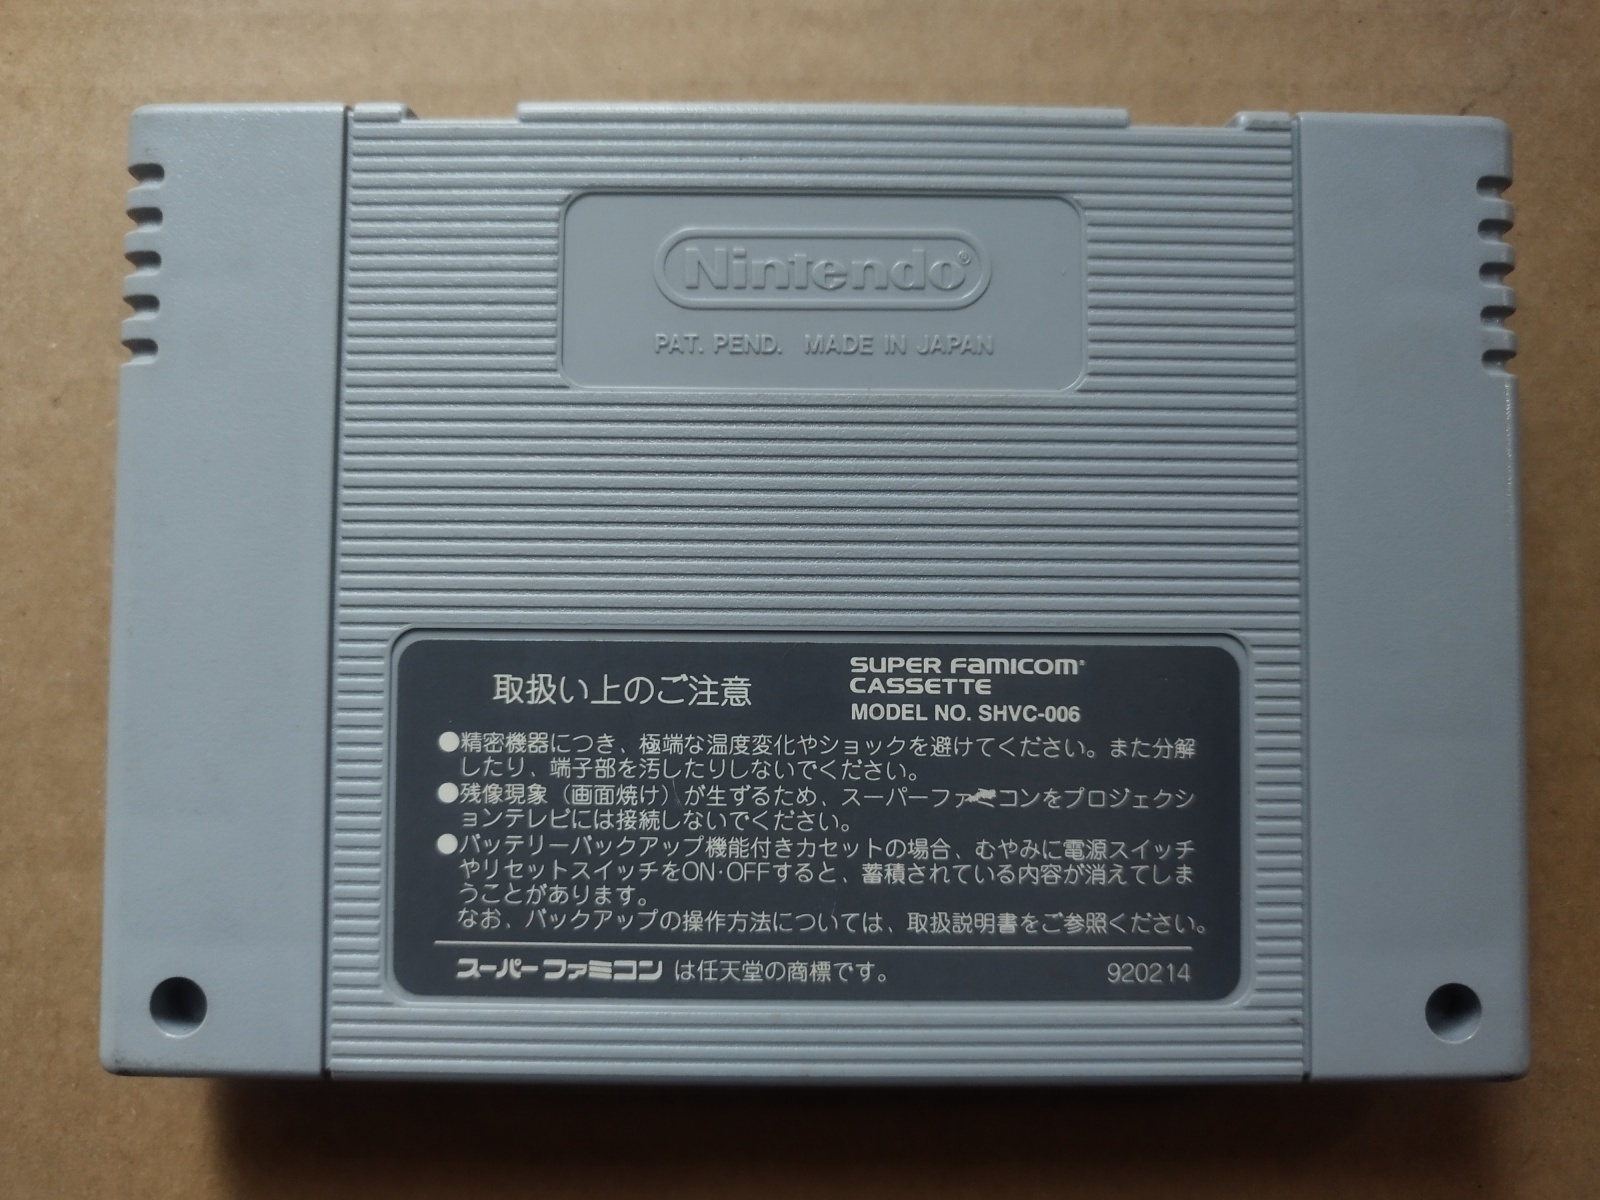 Nintendo®
PAT. PEND. MADE IN JAPAN
取扱い上のご注意
SUPER FAMICOM®
CASSETTE
MODEL NO. SHVC-006
●精密機器につき、極端な温度変化やショックを避けてください。また分解
したり、端子部を汚したりしないでください。
●残像現象（画面焼け）が生ずるため、スーパーファミコンをプロジェクシ
ョンテレビには接続しないでください。
●バッテリーバックアップ機能付きカセットの場合、むやみに電源スイッチ
やリセットスイッチをON·OFFすると、蓄積されている内容が消えてしま
うことがあります。
なお、バックアップの操作方法については、取扱説明書をご参照ください。
スーパーファミコン は任天堂の商標です。
920214